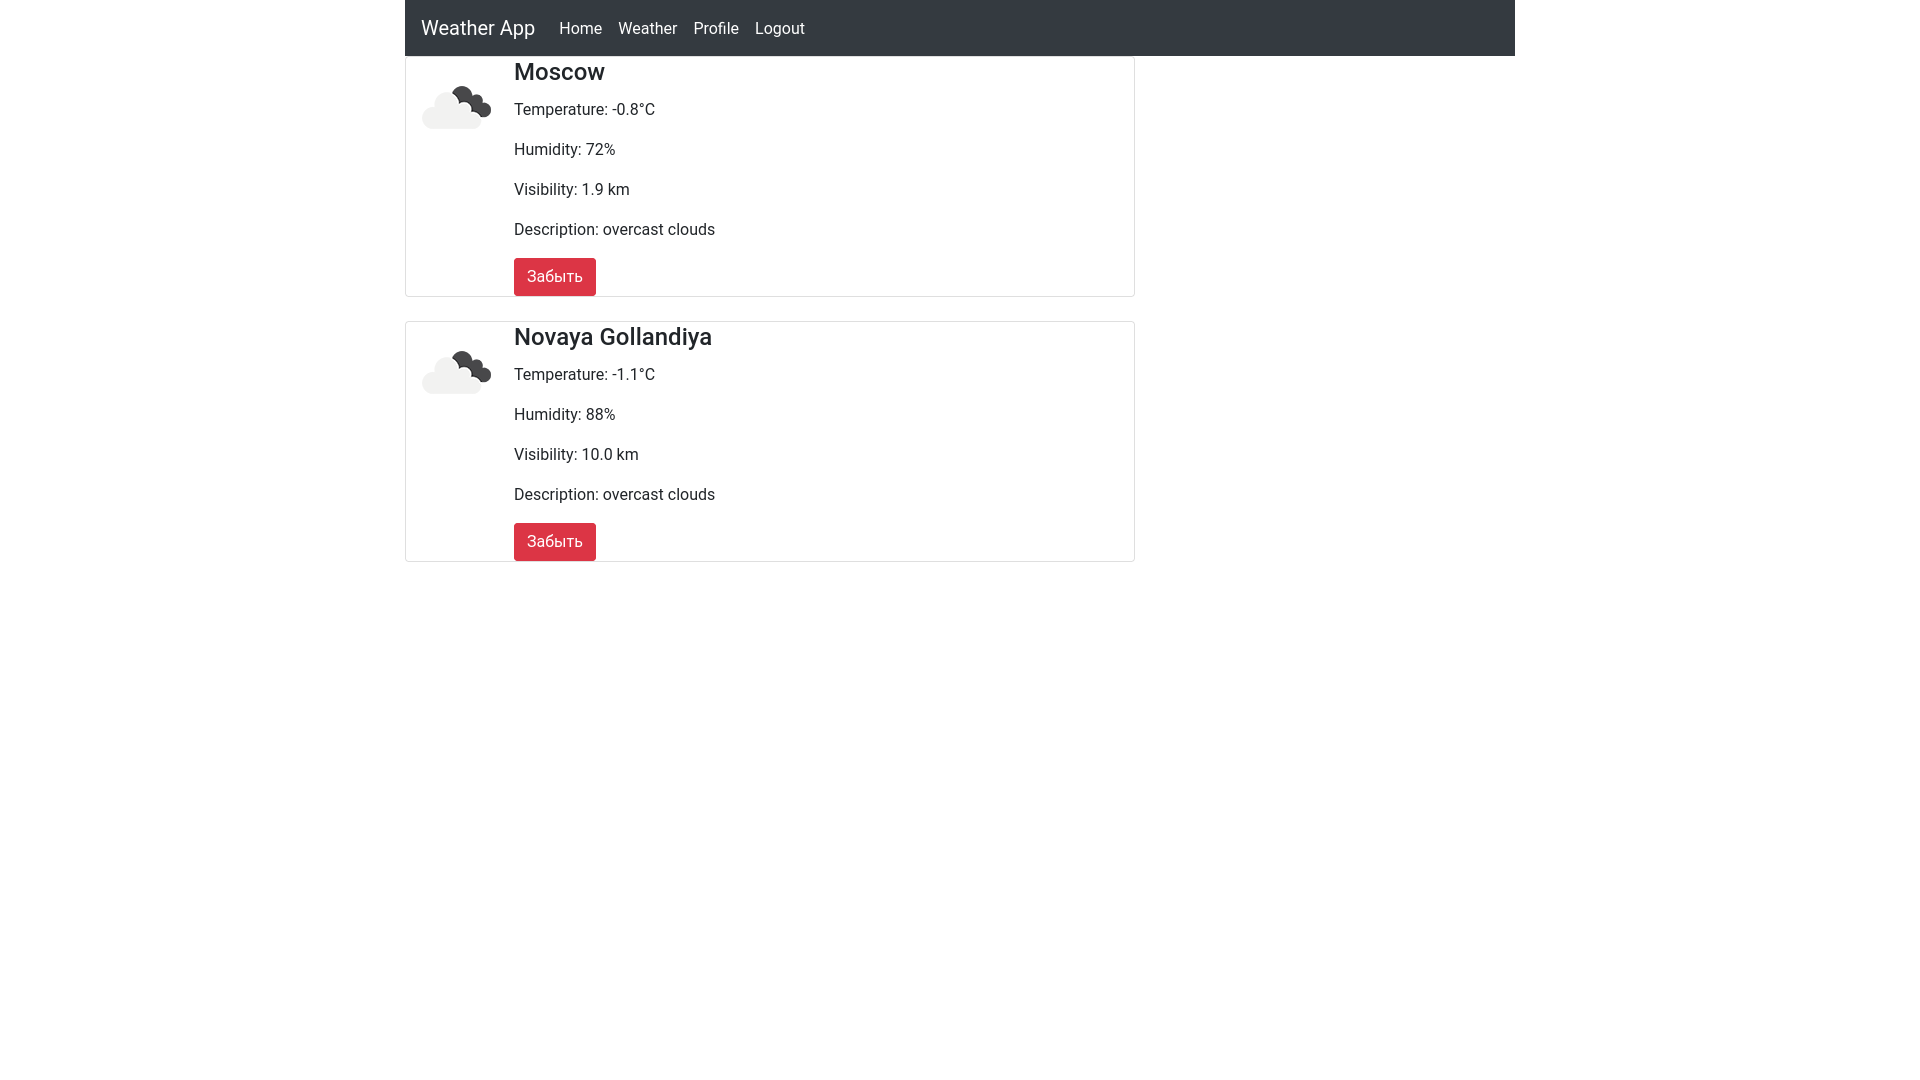 Weather App Home Weather Profile Logout
Moscow
Temperature: -0.8°C
Humidity: 72%
Visibility: 1.9 km
Description: overcast clouds
Забыть
Novaya Gollandiya
Temperature: -1.1°C
Humidity: 88%
Visibility: 10.0 km
Description: overcast clouds
Забыть